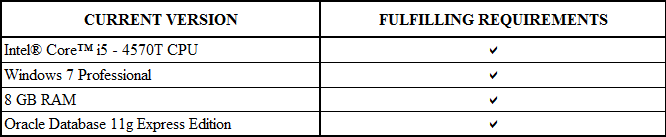 CURRENT VERSION FULFILLING REQUIREMENTS
Intel® Core™ i5 - 4570T CPU ✓
Windows 7 Professional ✓
8 GB RAM ✓
Oracle Database 11g Express Edition ✓